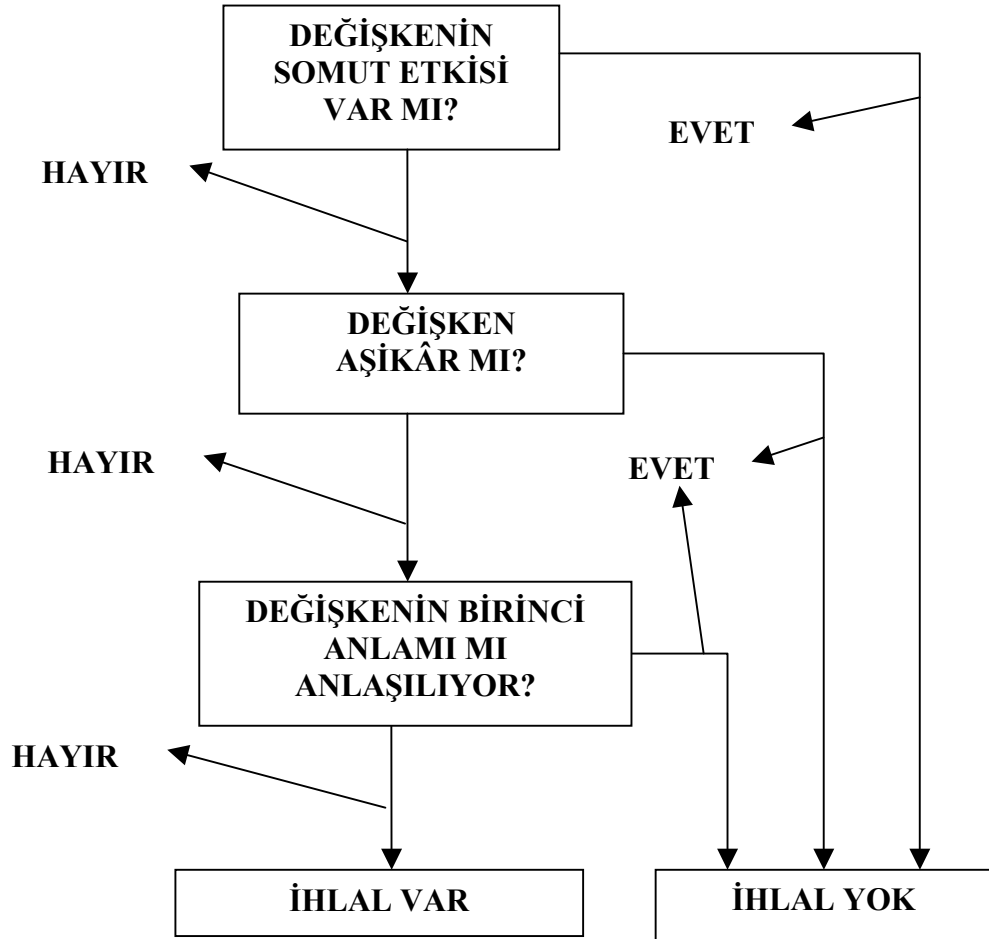 DEĞİŞKENİN
SOMUT ETKİSİ
VAR MI?
EVET
HAYIR
DEĞİŞKEN
AŞİKÂR MI?
HAYIR
EVET
DEĞİŞKENİN BİRİNCİ
ANLAMI MI
ANLAŞILIYOR?
HAYIR
İHLAL VAR
İHLAL YOK